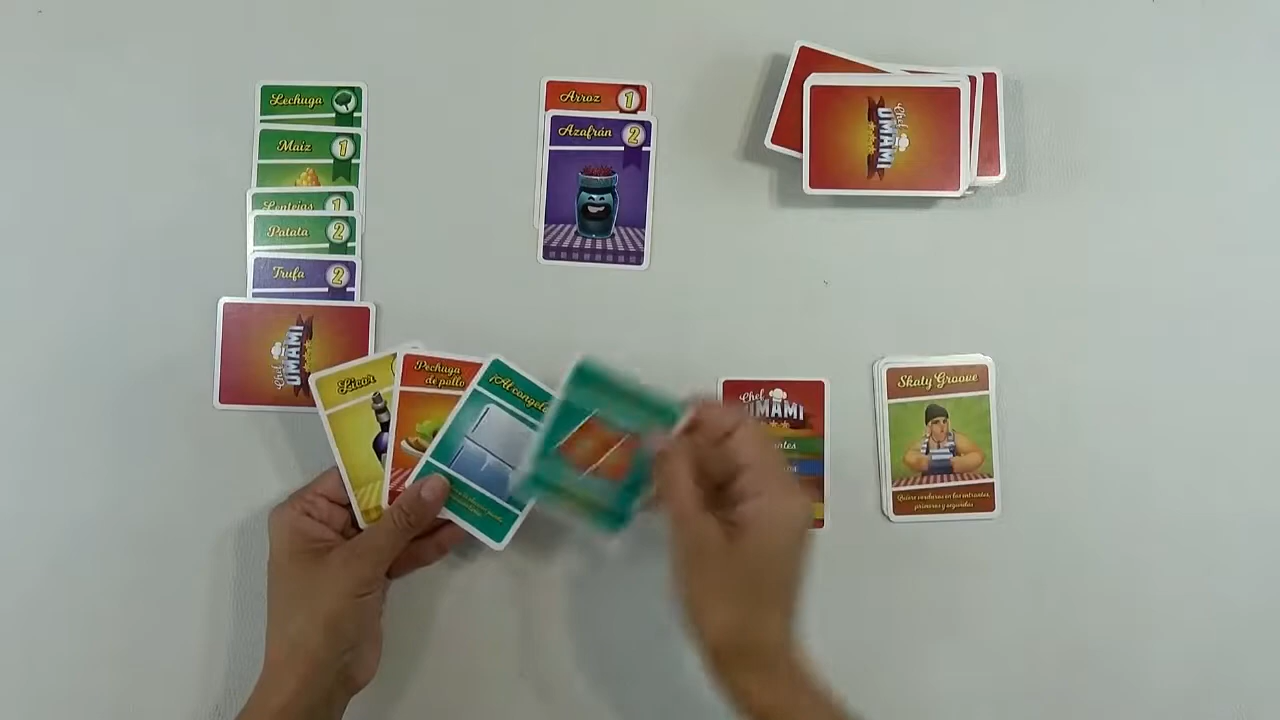 Lechuga
Maíz
1
Lentejas
1
Patata
2
Trufa
2
Chef
UMAMI
Arroz
1
Azafrán
2
Chef
UMAMI
Licor
Pechuga
de pollo
¡Al congela
Chef
UMAMI
Skaty Groove
Quiere verduras en los entrantes,
primeros y segundos